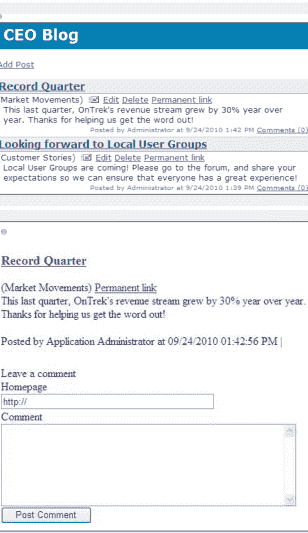 CEO Blog
Add Post
Record Quarter
Market Movements) Edit Delete Permanent link
This last quarter, OnTrek's revenue stream grew by 30% year over
year. Thanks for helping us get the word out!
Posted by Administrator at 9/24/2010 1:42 PM Comments (0)
Looking forward to Local User Groups
Customer Stories) Edit Delete Permanent link
Local User Groups are coming! Please go to the forum, and share your
expectations so we can ensure that everyone has a great experience!
Posted by Administrator at 9/24/2010 1:39 PM Comments (0)
Record Quarter
(Market Movements) Permanent link
This last quarter, OnTrek's revenue stream grew by 30% year over year.
Thanks for helping us get the word out!
Posted by Application Administrator at 09/24/2010 01:42:56 PM |
Leave a comment
Homepage
http://
Comment
Post Comment